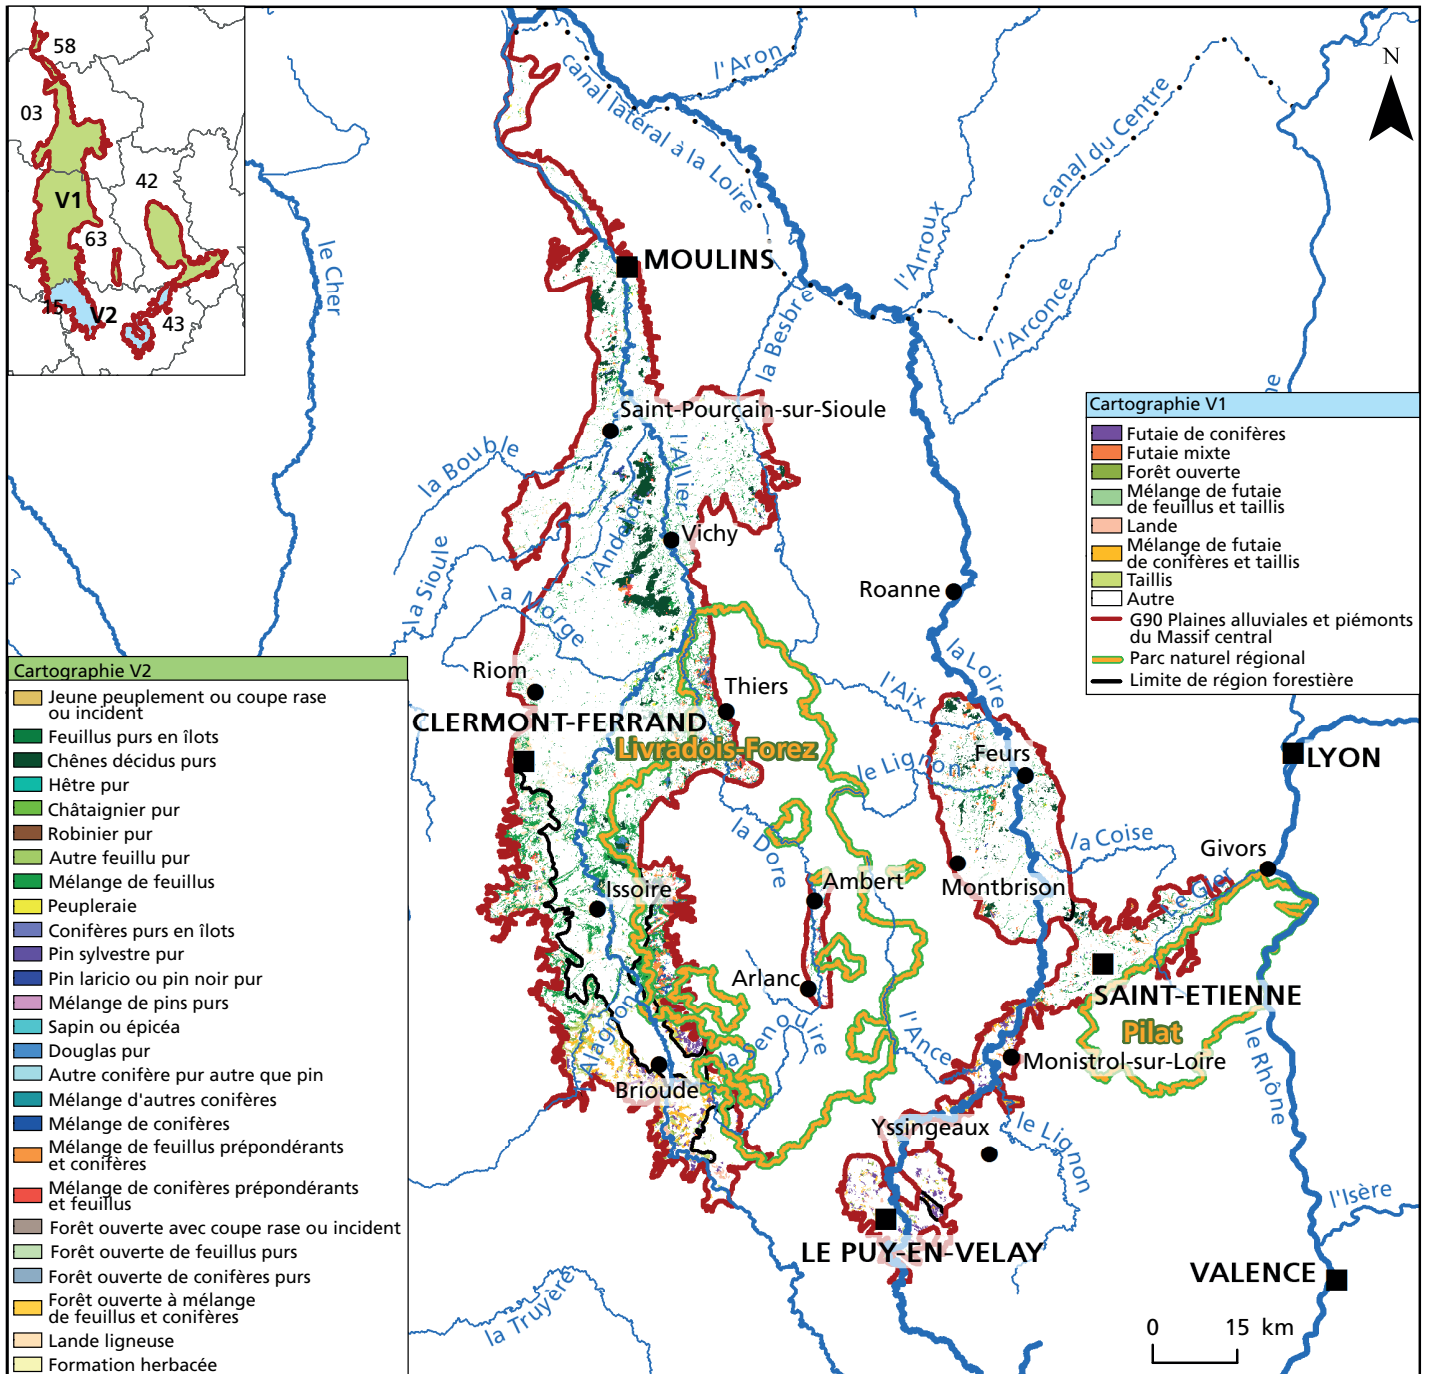 58
03
42
V1
63
15
V2
43
N
l'Aron
canal latéral à la Loire
canal du Centre
le Cher
l'Arroux
l'Arconce
la Besbre
MOULINS
Saint-Pourçain-sur-Sioule
la Bouble
l'Allier
l'Andelot
la Sioule
Vichy
la Morge
Roanne
la Loire
Riom
Thiers
l'Aix
CLERMONT-FERRAND
Livradois-Forez
le Lignon
Feurs
LYON
la Dore
la Coise
Givors
Issoire
Ambert
Montbrison
le Gier
Arlanc
SAINT-ETIENNE
Pilat
l'Alagnon
la Senouire
l'Ance
Monistrol-sur-Loire
le Rhône
Brioude
Yssingeaux
le Lignon
l'Isère
LE PUY-EN-VELAY
VALENCE
la Truyère
0 15 km
Cartographie V1
Futaie de conifères
Futaie mixte
Forêt ouverte
Mélange de futaie
de feuillus et taillis
Lande
Mélange de futaie
de conifères et taillis
Taillis
Autre
G90 Plaines alluviales et piémonts
du Massif central
Parc naturel régional
Limite de région forestière
Cartographie V2
Jeune peuplement ou coupe rase
ou incident
Feuillus purs en îlots
Chênes décidus purs
Hêtre pur
Châtaignier pur
Robinier pur
Autre feuillu pur
Mélange de feuillus
Peupleraie
Conifères purs en îlots
Pin sylvestre pur
Pin laricio ou pin noir pur
Mélange de pins purs
Sapin ou épicéa
Douglas pur
Autre conifère pur autre que pin
Mélange d'autres conifères
Mélange de conifères
Mélange de feuillus prépondérants
et conifères
Mélange de conifères prépondérants
et feuillus
Forêt ouverte avec coupe rase ou incident
Forêt ouverte de feuillus purs
Forêt ouverte de conifères purs
Forêt ouverte à mélange
de feuillus et conifères
Lande ligneuse
Formation herbacée